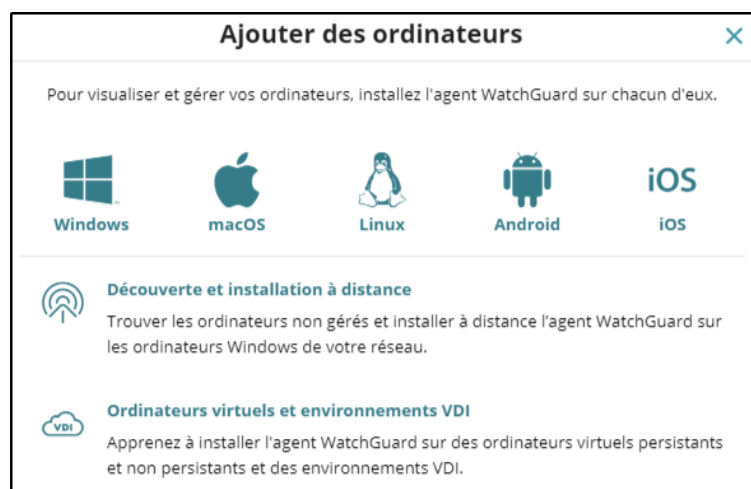 Ajouter des ordinateurs
Pour visualiser et gérer vos ordinateurs, installez l'agent WatchGuard sur chacun d'eux.
iOS
Windows macOS Linux Android iOS
Découverte et installation à distance
Trouver les ordinateurs non gérés et installer à distance l'agent WatchGuard sur
les ordinateurs Windows de votre réseau.
VDI
Ordinateurs virtuels et environnements VDI
Apprenez à installer l'agent WatchGuard sur des ordinateurs virtuels persistants
et non persistants et des environnements VDI.